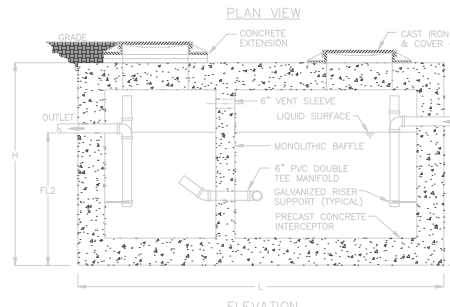 PLAN VIEW
GRADE
CONCRETE
EXTENSION
CAST IRON
& COVER
6" VENT SLEEVE
OUTLET
LIQUID SURFACE
H
MONOLITHIC BAFFLE
6" PVC DOUBLE
TEE MANIFOLD
FL2
GALVANIZED RISER
SUPPORT (TYPICAL)
PRECAST CONCRETE
INTERCEPTOR
L
ELEVATION